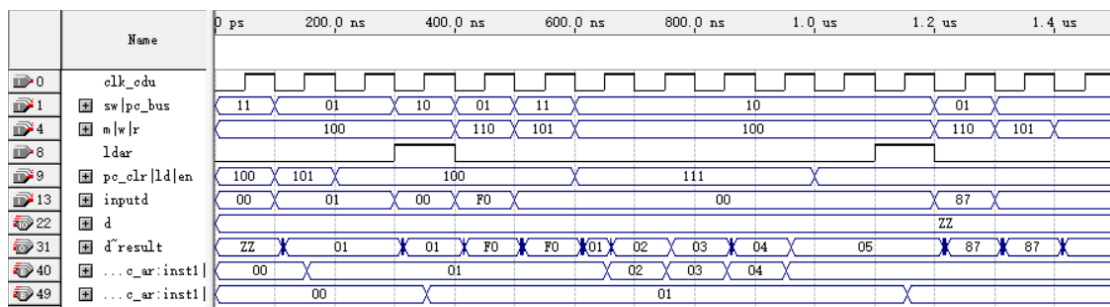 Name 0 ps 200.0 ns 400.0 ns 600.0 ns 800.0 ns 1.0 us 1.2 us 1.4 us
0 clk_cdu
1 sw|pc_bus 11 01 10 01 11 10 01
4 m|w|r 100 110 101 100 110 101
8 ldar
9 pc_clr|ld|en 100 101 100 111
13 inputd 00 01 00 F0 00 87
22 d ZZ
31 d~result ZZ 01 01 F0 F0 01 02 03 04 05 87 87
40 ...c_ar:inst1| 00 01 02 03 04
49 ...c_ar:inst1| 00 01